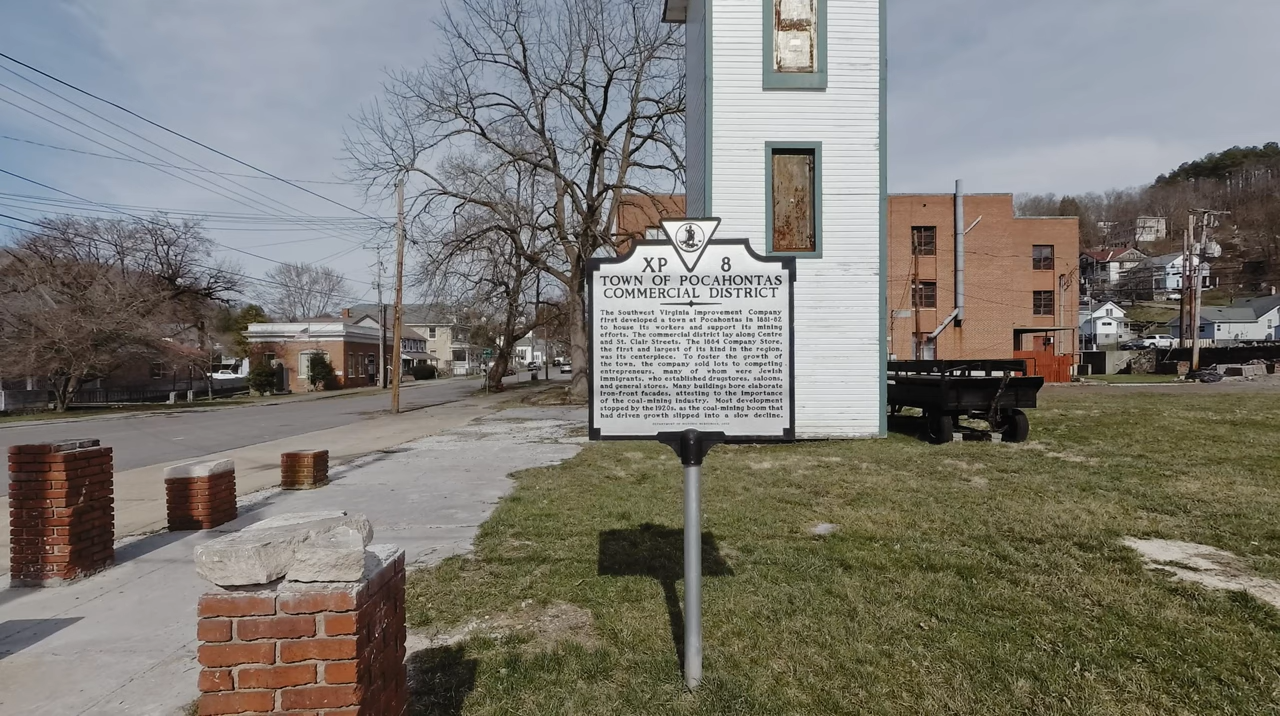 XP 8
TOWN OF POCAHONTAS
COMMERCIAL DISTRICT
The Southwest Virginia Improvement Company
first developed a town at Pocahontas in 1881-82
to house its workers and support its mining
efforts. The commercial district lay along Centre
and St. Clair Streets. The 1884 Company Store,
the first and largest of its kind in the region,
was its centerpiece. To foster the growth of
the town, the company sold lots to competing
entrepreneurs, many of whom were Jewish
immigrants, who established drugstores, saloons,
and general stores. Many buildings bore elaborate
iron-front facades, attesting to the importance
of the coal-mining industry. Most development
stopped by the 1920s, as the coal-mining boom that
had driven growth slipped into a slow decline.
DEPARTMENT OF HISTORIC RESOURCES,